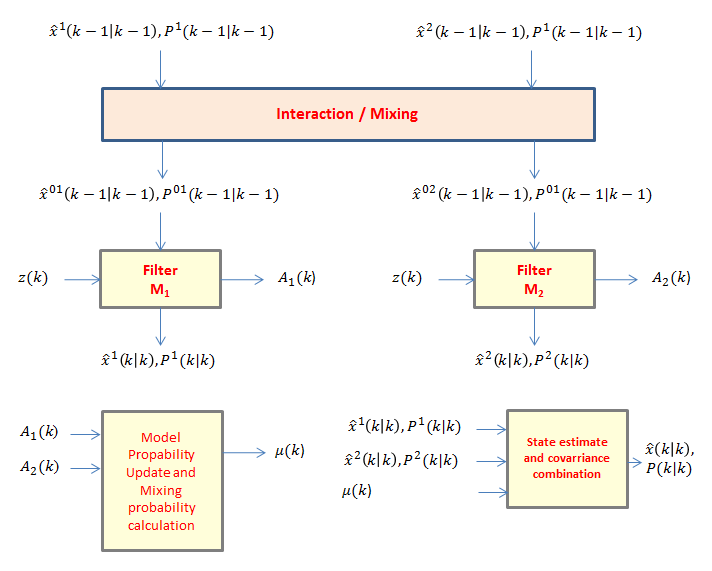 x̂¹(k−1|k−1), P¹(k−1|k−1)
x̂²(k−1|k−1), P¹(k−1|k−1)
Interaction / Mixing
x̂⁰¹(k−1|k−1), P⁰¹(k−1|k−1)
x̂⁰²(k−1|k−1), P⁰¹(k−1|k−1)
z(k)
Filter
M₁
A₁(k)
z(k)
Filter
M₂
A₂(k)
x̂¹(k|k), P¹(k|k)
x̂²(k|k), P²(k|k)
A₁(k)
A₂(k)
Model
Propability
Update and
Mixing
probability
calculation
μ(k)
x̂¹(k|k), P¹(k|k)
x̂²(k|k), P²(k|k)
μ(k)
State estimate
and covarriance
combination
x̂(k|k),
P(k|k)